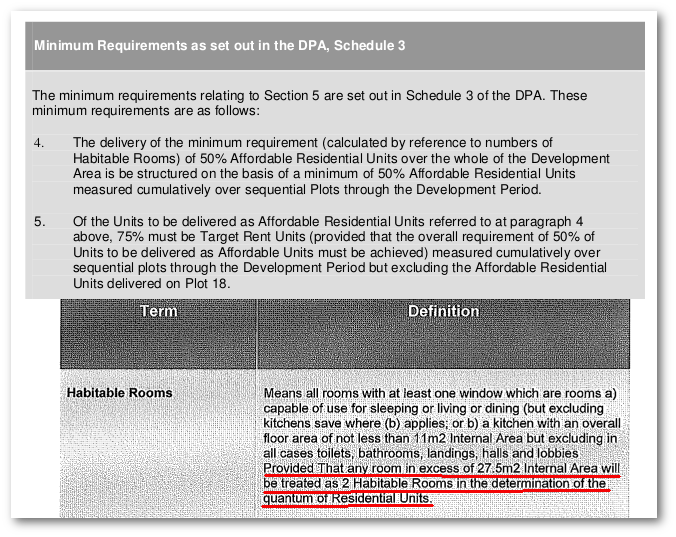 Minimum Requirements as set out in the DPA, Schedule 3
The minimum requirements relating to Section 5 are set out in Schedule 3 of the DPA. These
minimum requirements are as follows:
4. The delivery of the minimum requirement (calculated by reference to numbers of
Habitable Rooms) of 50% Affordable Residential Units over the whole of the Development
Area is be structured on the basis of a minimum of 50% Affordable Residential Units
measured cumulatively over sequential Plots through the Development Period.
5. Of the Units to be delivered as Affordable Residential Units referred to at paragraph 4
above, 75% must be Target Rent Units (provided that the overall requirement of 50% of
Units to be delivered as Affordable Units must be achieved) measured cumulatively over
sequential plots through the Development Period but excluding the Affordable Residential
Units delivered on Plot 18.
Term Definition
Habitable Rooms Means all rooms with at least one window which are rooms a)
capable of use for sleeping or living or dining (but excluding
kitchens save where (b) applies; or b) a kitchen with an overall
floor area of not less than 11m2 Internal Area but excluding in
all cases toilets, bathrooms, landings, halls and lobbies
Provided That any room in excess of 27.5m2 Internal Area will
be treated as 2 Habitable Rooms in the determination of the
quantum of Residential Units.